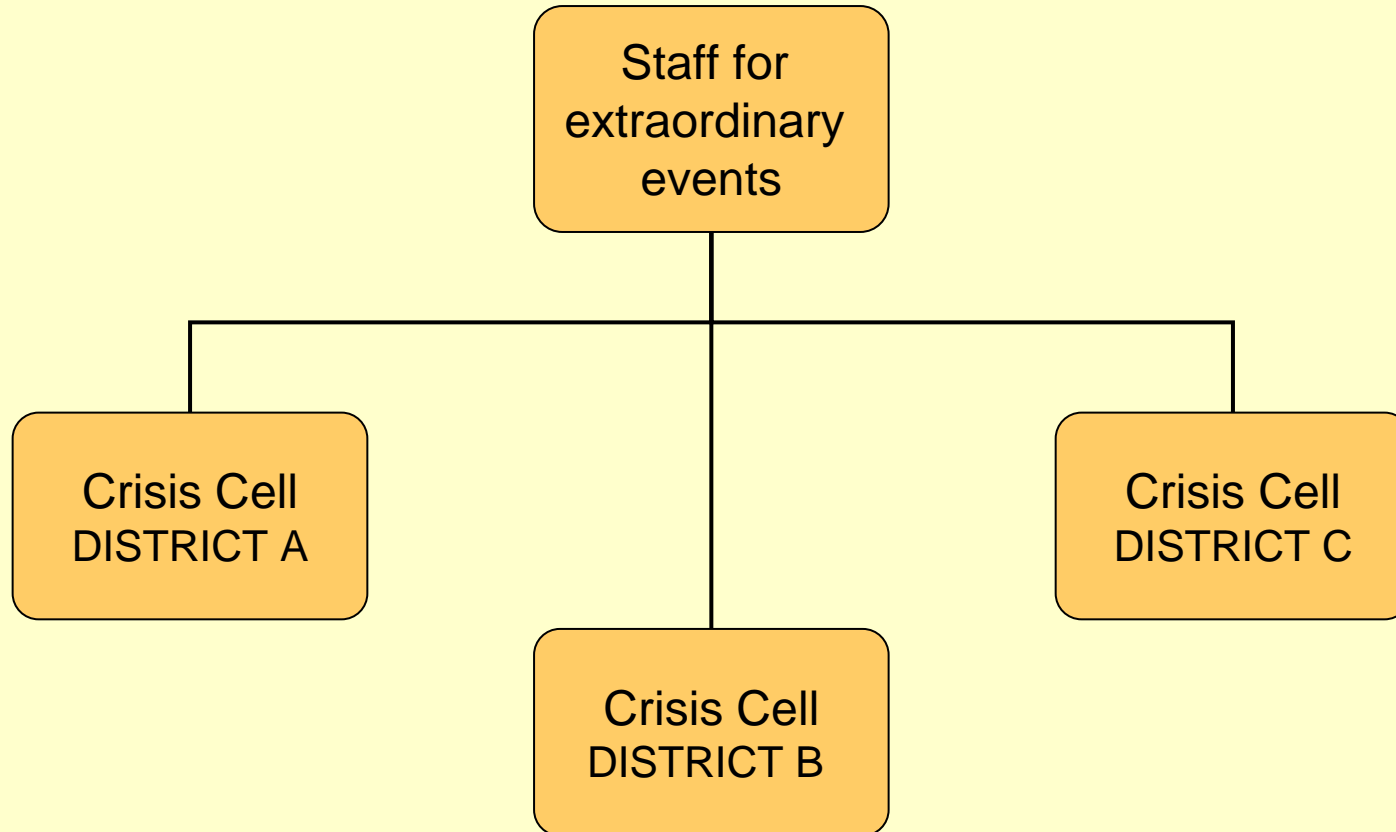 Staff for
extraordinary
events
Crisis Cell
DISTRICT A
Crisis Cell
DISTRICT C
Crisis Cell
DISTRICT B